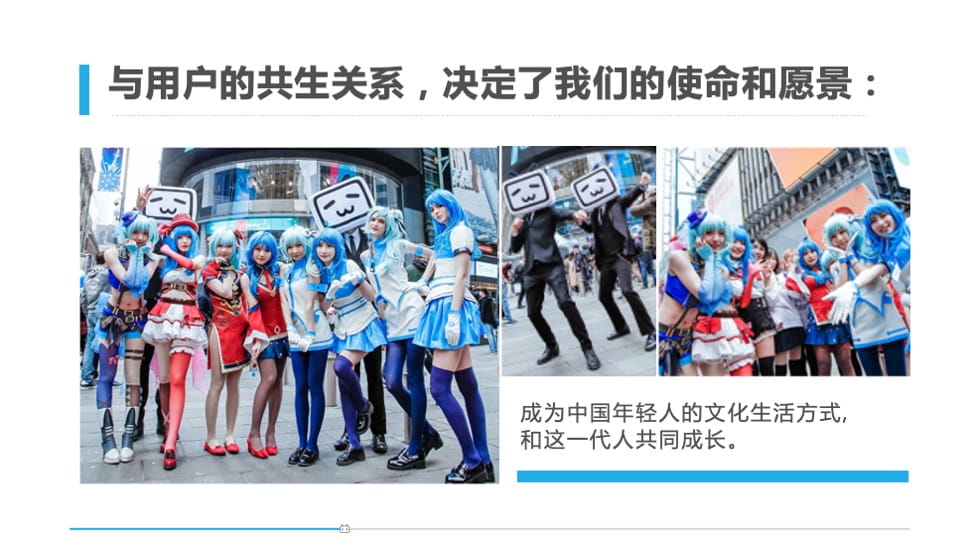 与用户的共生关系，决定了我们的使命和愿景：
成为中国年轻人的文化生活方式,
和这一代人共同成长。